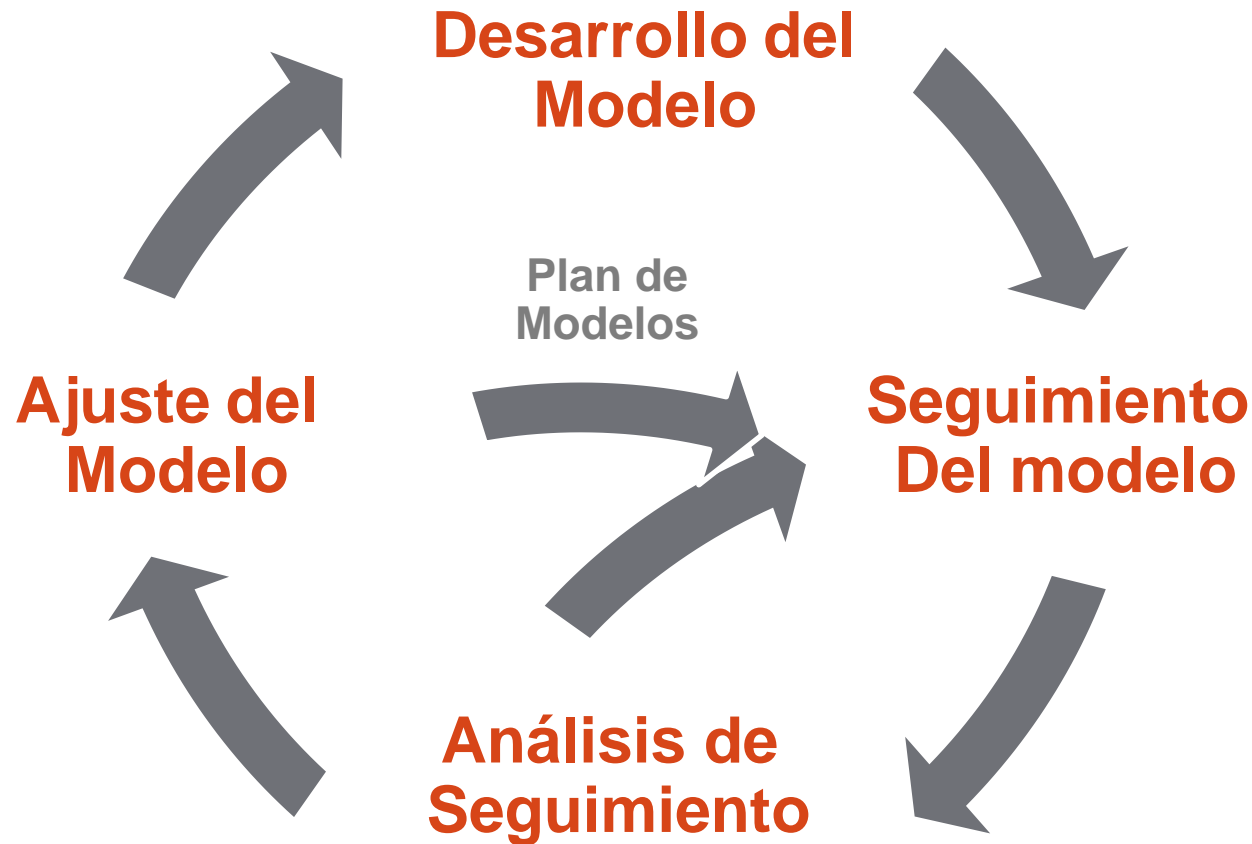 Desarrollo del
Modelo
Plan de
Modelos
Ajuste del
Modelo
Seguimiento
Del modelo
Análisis de
Seguimiento